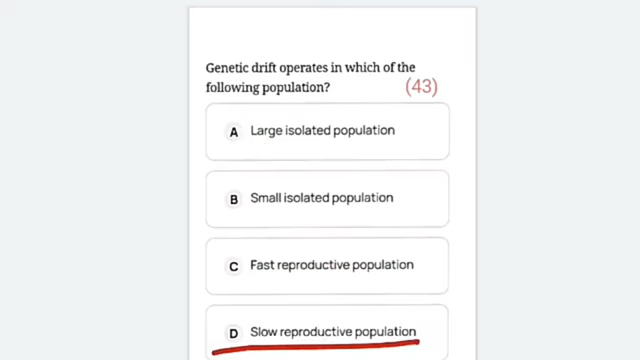 Genetic drift operates in which of the
following population? (43)
A Large isolated population
B Small isolated population
C Fast reproductive population
D Slow reproductive population